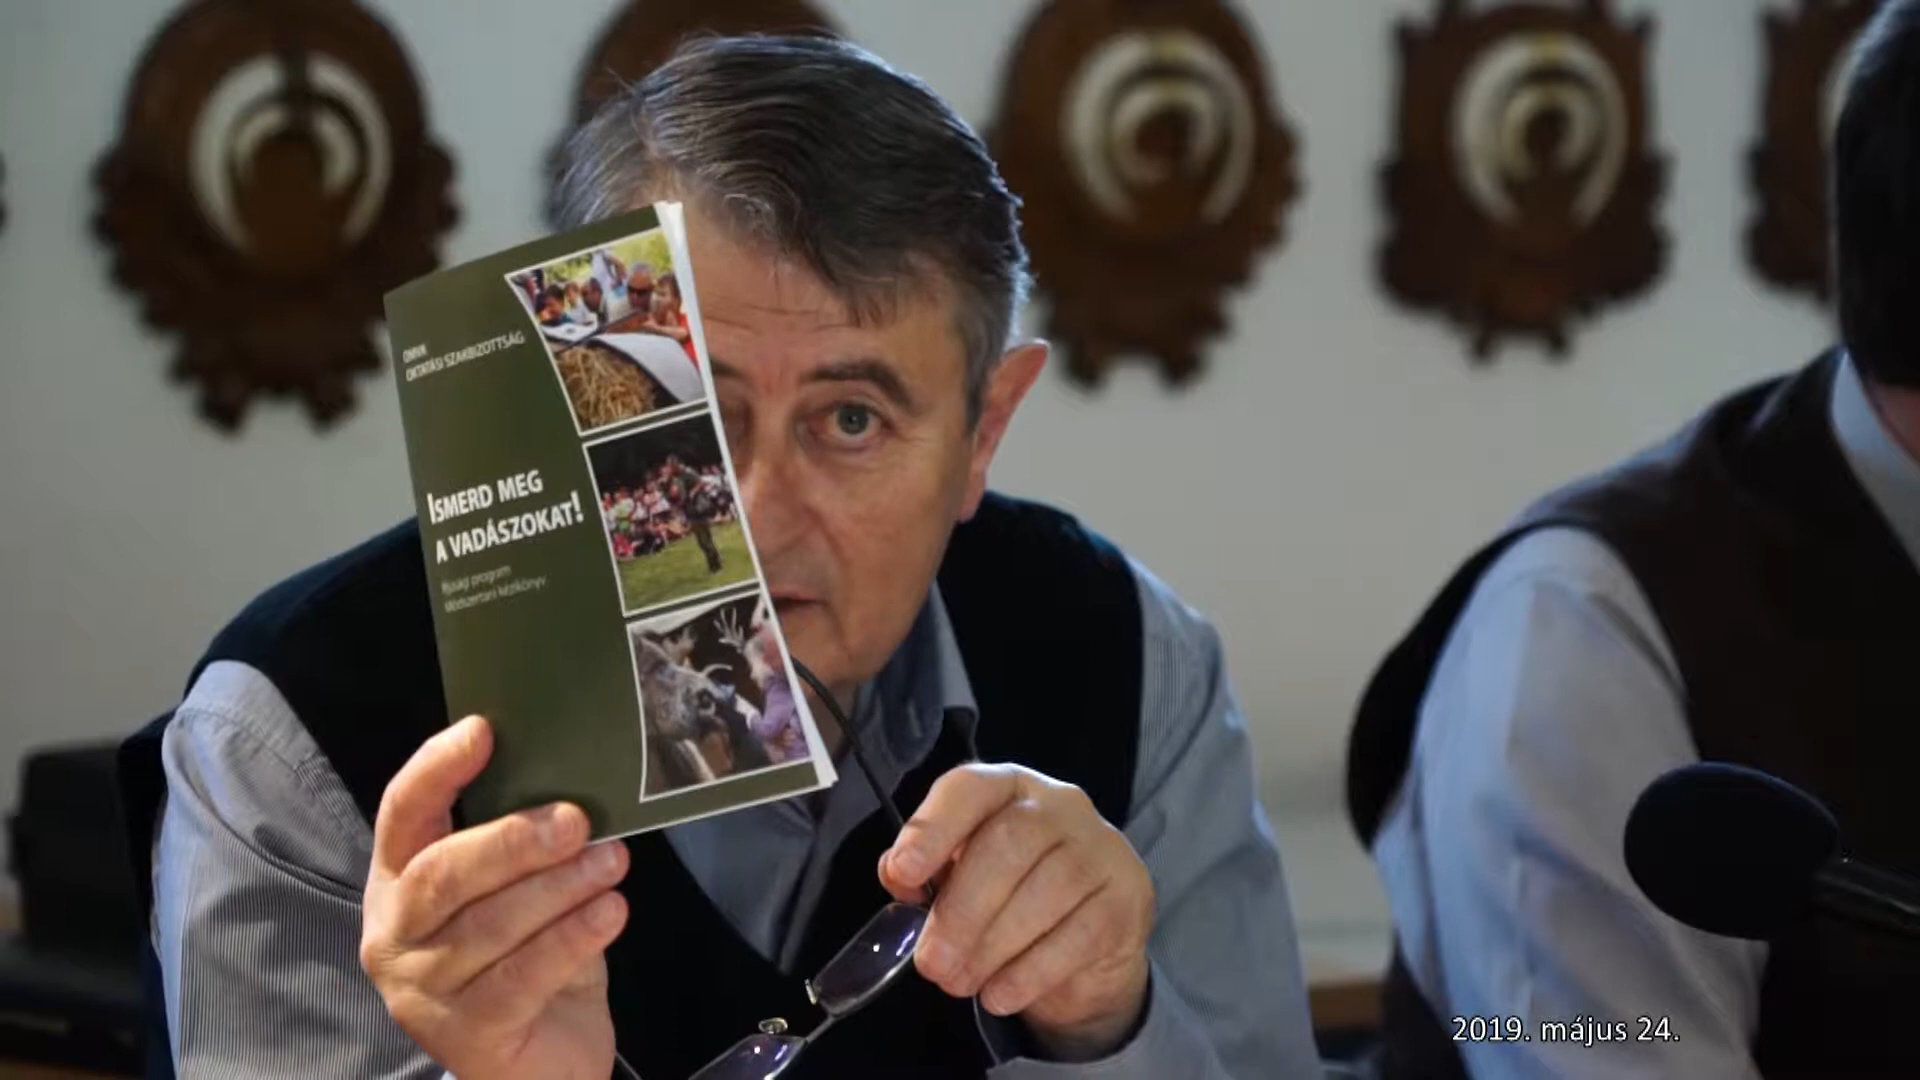 OMVK
OKTATÁSI SZAKBIZOTTSÁG
ISMERD MEG
A VADÁSZOKAT!
Ifjúsági program
Módszertani kézikönyv
2019. május 24.